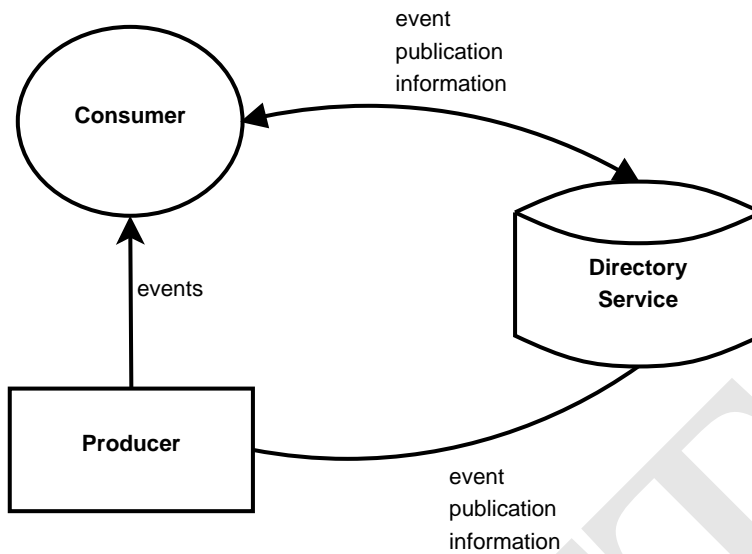 event
publication
information
Consumer
Directory
Service
events
Producer
event
publication
information